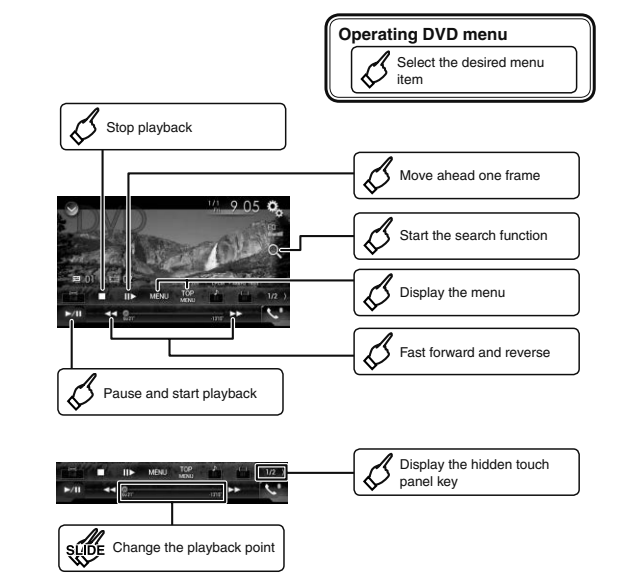 Operating DVD menu
Select the desired menu
item
Stop playback
Move ahead one frame
1/1
9 05
DVD
Start the search function
01
MENU
TOP
MENU
1/2
Display the menu
Fast forward and reverse
Pause and start playback
MENU
TOP
MENU
1/2
Display the hidden touch
panel key
SLIDE
Change the playback point